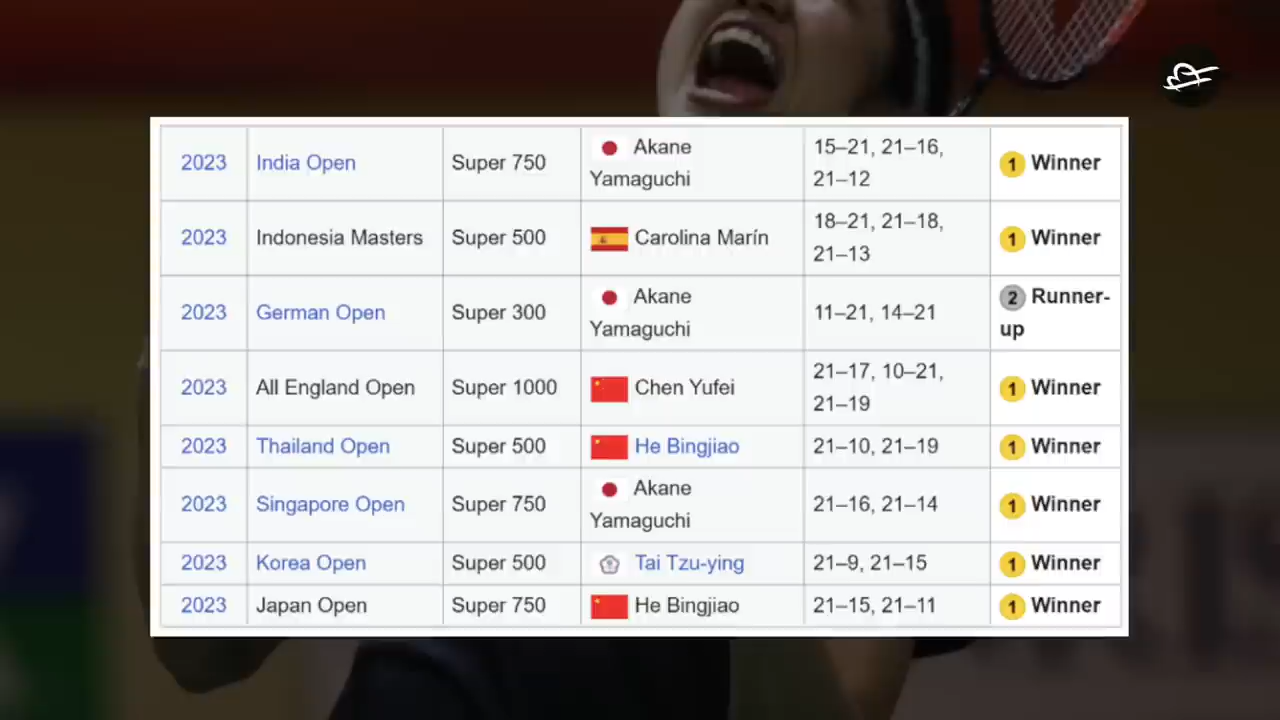 2023 India Open Super 750 Akane Yamaguchi 15–21, 21–16, 21–12 1 Winner
2023 Indonesia Masters Super 500 Carolina Marín 18–21, 21–18, 21–13 1 Winner
2023 German Open Super 300 Akane Yamaguchi 11–21, 14–21 2 Runner-up
2023 All England Open Super 1000 Chen Yufei 21–17, 10–21, 21–19 1 Winner
2023 Thailand Open Super 500 He Bingjiao 21–10, 21–19 1 Winner
2023 Singapore Open Super 750 Akane Yamaguchi 21–16, 21–14 1 Winner
2023 Korea Open Super 500 Tai Tzu-ying 21–9, 21–15 1 Winner
2023 Japan Open Super 750 He Bingjiao 21–15, 21–11 1 Winner